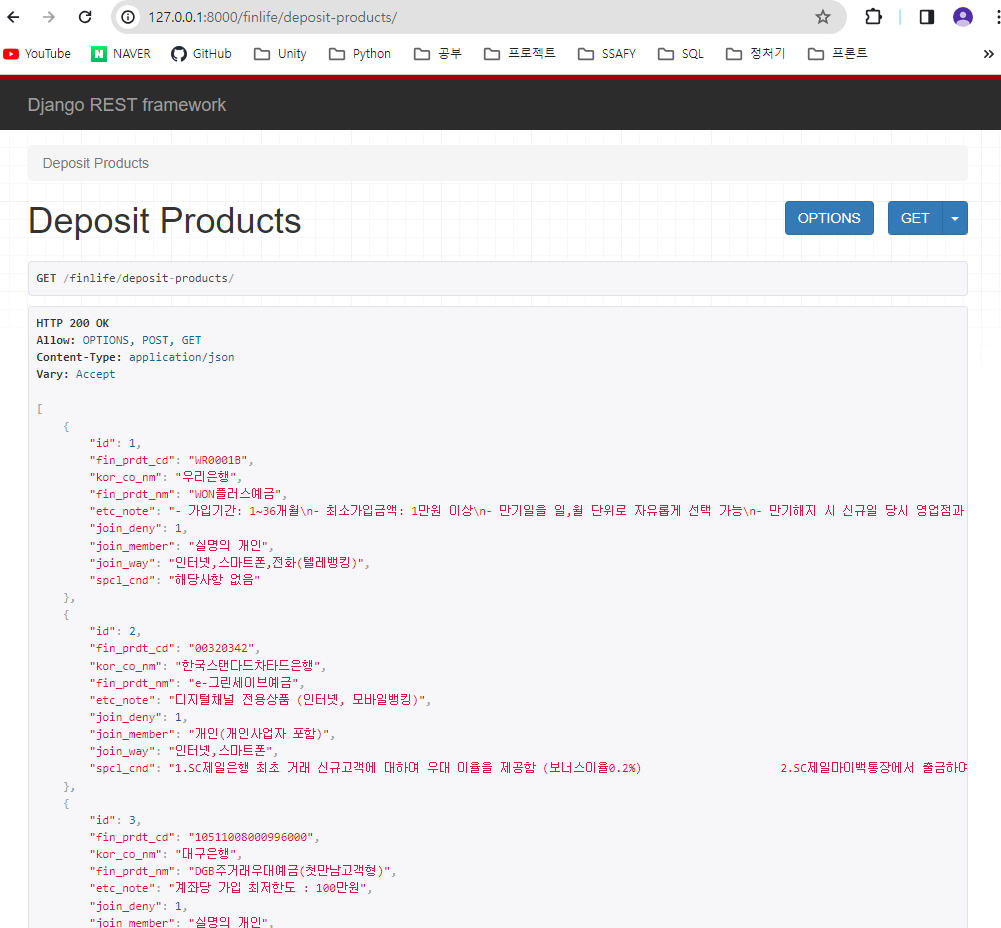 127.0.0.1:8000/finlife/deposit-products/
YouTube NAVER GitHub Unity Python 공부 프로젝트 SSAFY SQL 정처기 프론트 »
Django REST framework
Deposit Products
Deposit Products OPTIONS GET
GET /finlife/deposit-products/
HTTP 200 OK
Allow: OPTIONS, POST, GET
Content-Type: application/json
Vary: Accept
[
{
"id": 1,
"fin_prdt_cd": "WR0001B",
"kor_co_nm": "우리은행",
"fin_prdt_nm": "WON플러스예금",
"etc_note": "- 가입기간: 1~36개월\n- 최소가입금액: 1만원 이상\n- 만기일을 일,월 단위로 자유롭게 선택 가능\n- 만기해지 시 신규일 당시 영업점과
"join_deny": 1,
"join_member": "실명의 개인",
"join_way": "인터넷,스마트폰,전화(텔레뱅킹)",
"spcl_cnd": "해당사항 없음"
},
{
"id": 2,
"fin_prdt_cd": "00320342",
"kor_co_nm": "한국스탠다드차타드은행",
"fin_prdt_nm": "e-그린세이브예금",
"etc_note": "디지털채널 전용상품 (인터넷, 모바일뱅킹)",
"join_deny": 1,
"join_member": "개인(개인사업자 포함)",
"join_way": "인터넷,스마트폰",
"spcl_cnd": "1.SC제일은행 최초 거래 신규고객에 대하여 우대 이율을 제공함 (보너스이율0.2%) 2.SC제일마이백통장에서 출금하여
},
{
"id": 3,
"fin_prdt_cd": "10511008000996000",
"kor_co_nm": "대구은행",
"fin_prdt_nm": "DGB주거래우대예금(첫만남고객형)",
"etc_note": "계좌당 가입 최저한도 : 100만원",
"join_deny": 1,
"join_member": "실명의 개인",